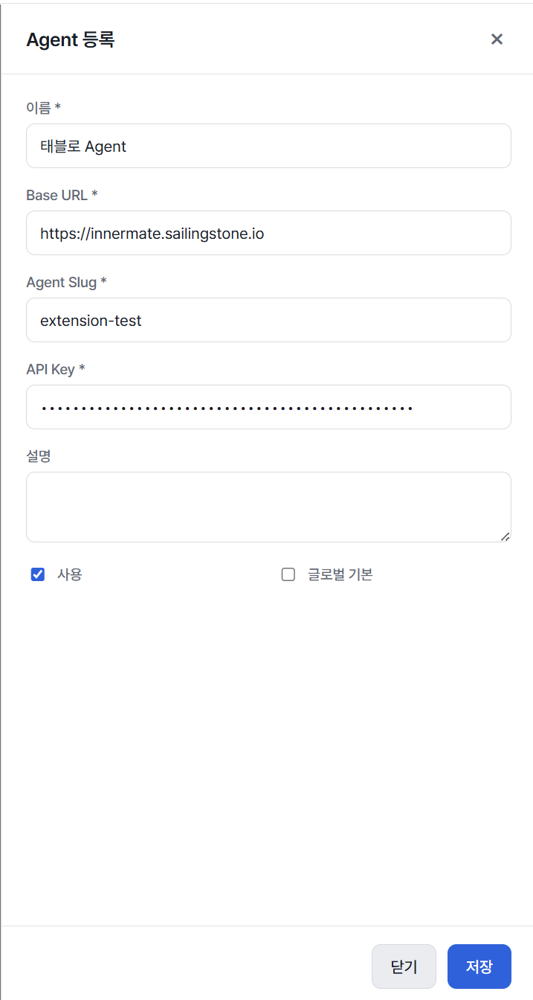 Agent 등록
이름 *
태블로 Agent
Base URL *
https://innermate.sailingstone.io
Agent Slug *
extension-test
API Key *
•••••••••••••••••••••••••••••••••••••••••••••••
설명
사용 글로벌 기본
닫기 저장